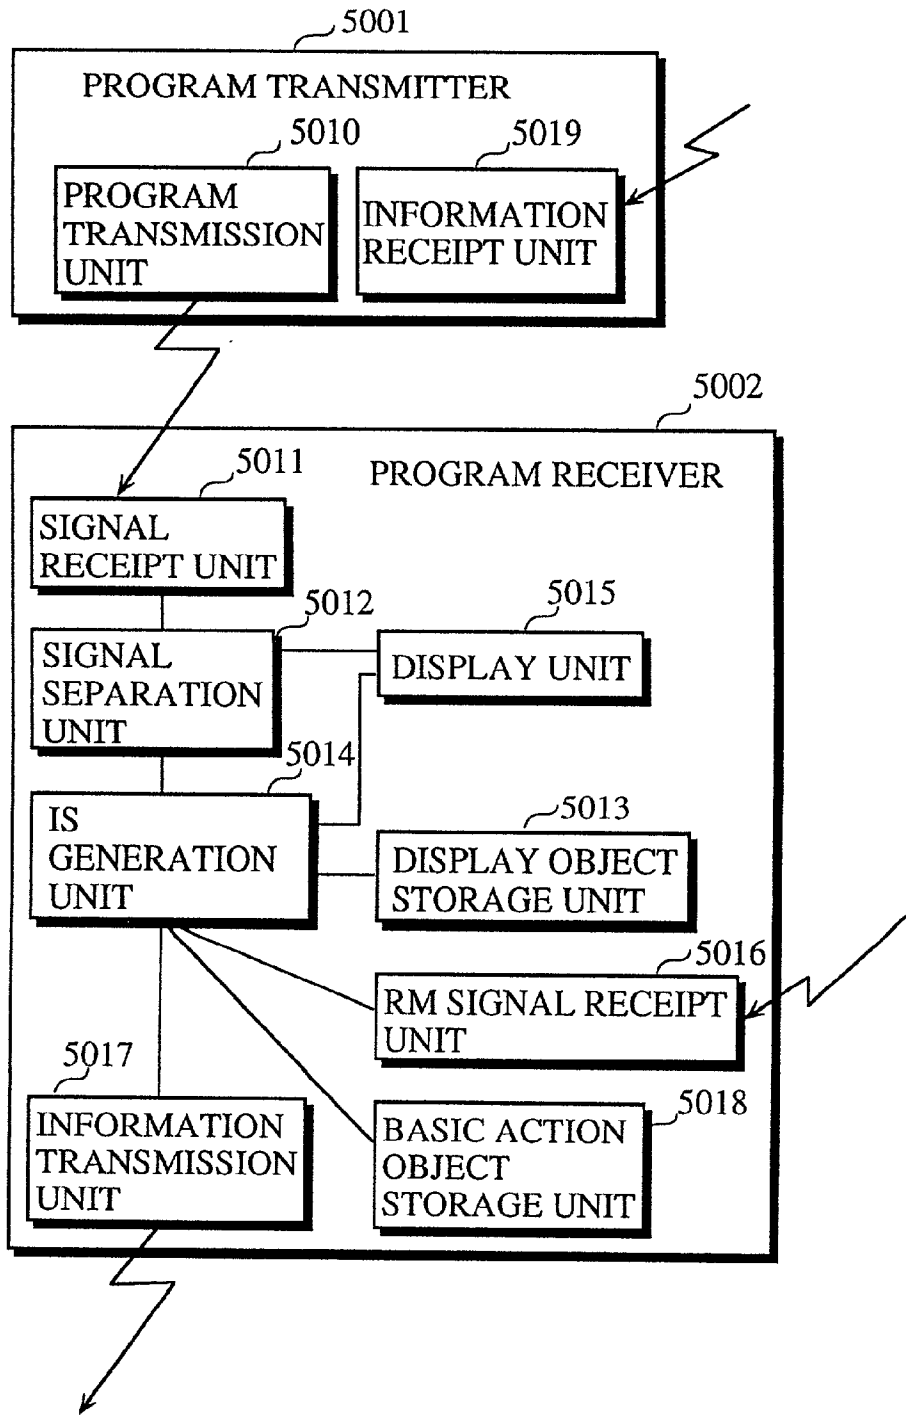 5001
PROGRAM TRANSMITTER
5010
5019
PROGRAM
TRANSMISSION
UNIT
INFORMATION
RECEIPT UNIT
5002
PROGRAM RECEIVER
5011
SIGNAL
RECEIPT UNIT
5012
SIGNAL
SEPARATION
UNIT
5015
DISPLAY UNIT
5014
IS
GENERATION
UNIT
5013
DISPLAY OBJECT
STORAGE UNIT
5016
RM SIGNAL RECEIPT
UNIT
5017
INFORMATION
TRANSMISSION
UNIT
5018
BASIC ACTION
OBJECT
STORAGE UNIT